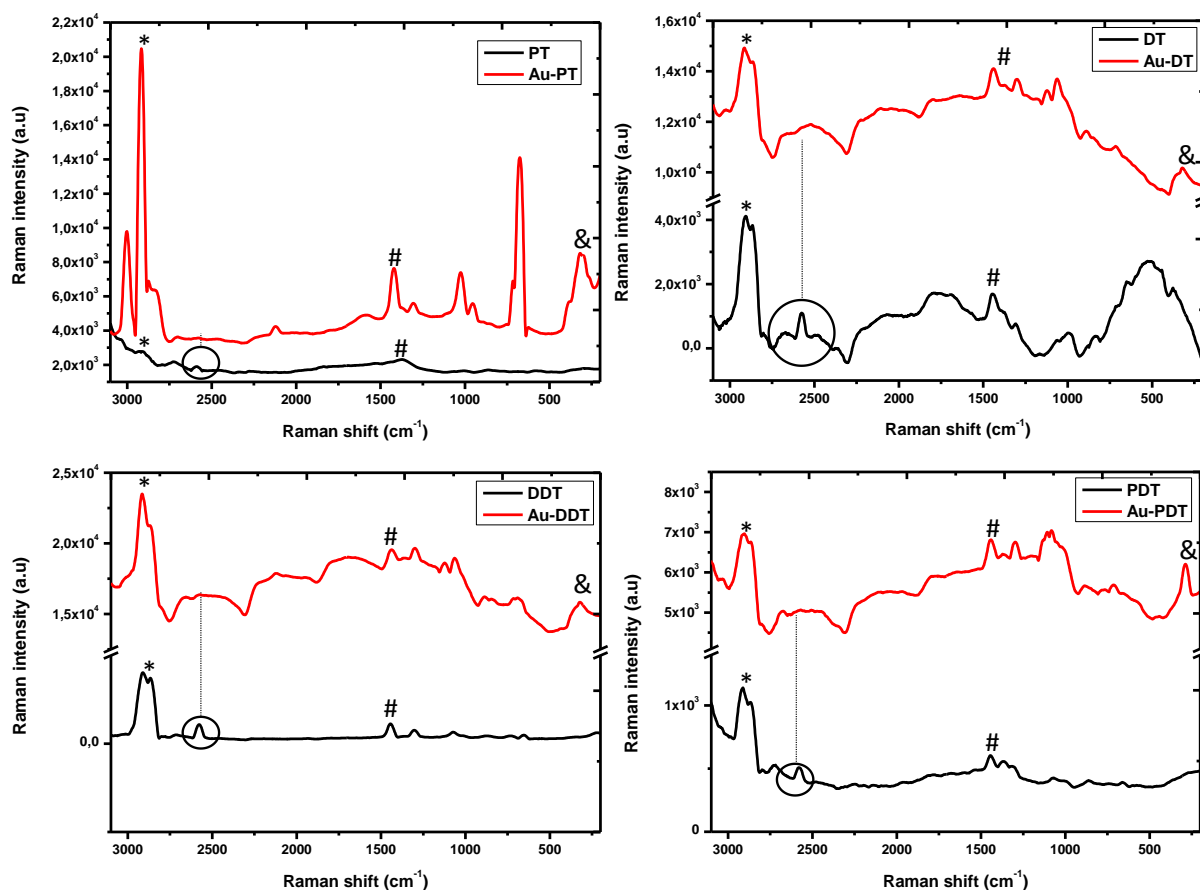 2,2x10⁴
2,0x10⁴
1,8x10⁴
1,6x10⁴
1,4x10⁴
1,2x10⁴
1,0x10⁴
8,0x10³
6,0x10³
4,0x10³
2,0x10³
Raman intensity (a.u)
PT
Au-PT
*
#
&
*
#
3000 2500 2000 1500 1000 500
Raman shift (cm⁻¹)
1,6x10⁴
1,4x10⁴
1,2x10⁴
1,0x10⁴
4,0x10³
2,0x10³
0,0
Raman intensity (a.u)
DT
Au-DT
*
#
&
*
#
3000 2500 2000 1500 1000 500
Raman shift (cm⁻¹)
2,5x10⁴
2,0x10⁴
1,5x10⁴
0,0
Raman intensity (a.u)
DDT
Au-DDT
*
#
&
*
#
3000 2500 2000 1500 1000 500
Raman shift (cm⁻¹)
8x10³
7x10³
6x10³
5x10³
1x10³
0
Raman intensity (a.u)
PDT
Au-PDT
*
#
&
*
#
3000 2500 2000 1500 1000 500
Raman shift (cm⁻¹)